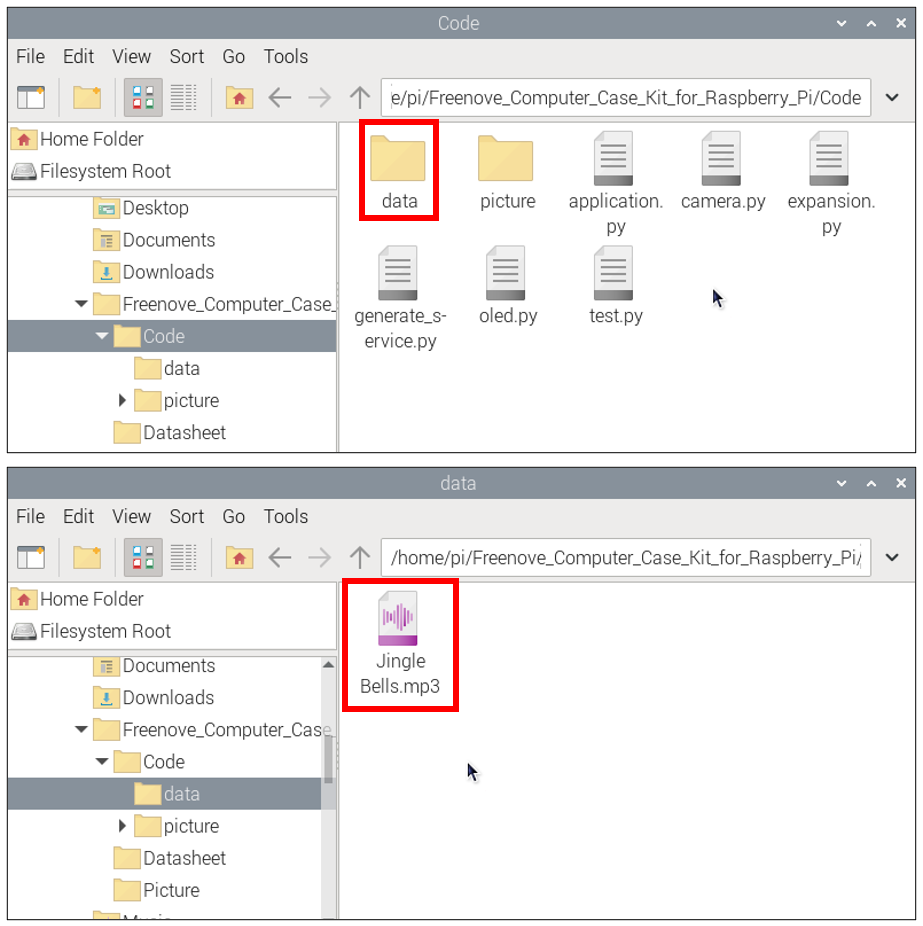 Code
File Edit View Sort Go Tools
e/pi/Freenove_Computer_Case_Kit_for_Raspberry_Pi/Code
Home Folder
Filesystem Root
Desktop
Documents
Downloads
Freenove_Computer_Case_
Code
data
picture
Datasheet
data
picture
application.
py
camera.py
expansion.
py
generate_s-
ervice.py
oled.py
test.py
data
File Edit View Sort Go Tools
/home/pi/Freenove_Computer_Case_Kit_for_Raspberry_Pi/
Home Folder
Filesystem Root
Documents
Downloads
Freenove_Computer_Case
Code
data
picture
Datasheet
Picture
Jingle
Bells.mp3